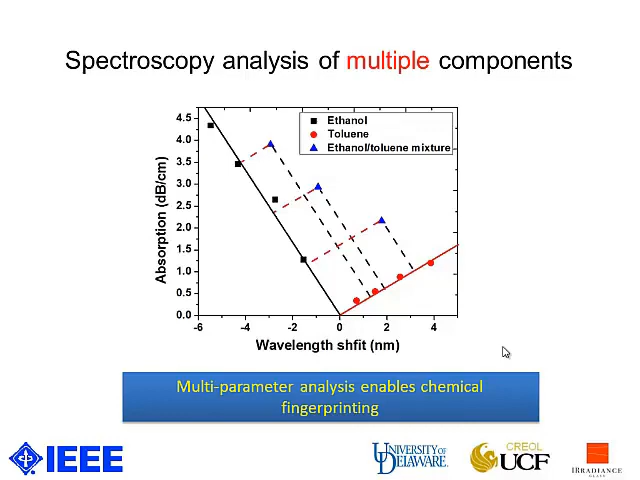 Spectroscopy analysis of multiple components
Ethanol
Toluene
Ethanol/toluene mixture
Absorption (dB/cm)
4.5
4.0
3.5
3.0
2.5
2.0
1.5
1.0
0.5
0.0
-6 -4 -2 0 2 4
Wavelength shfit (nm)
Multi-parameter analysis enables chemical
fingerprinting
IEEE
UNIVERSITY OF
DELAWARE.
CREOL
UCF
IRRADIANCE
GLASS